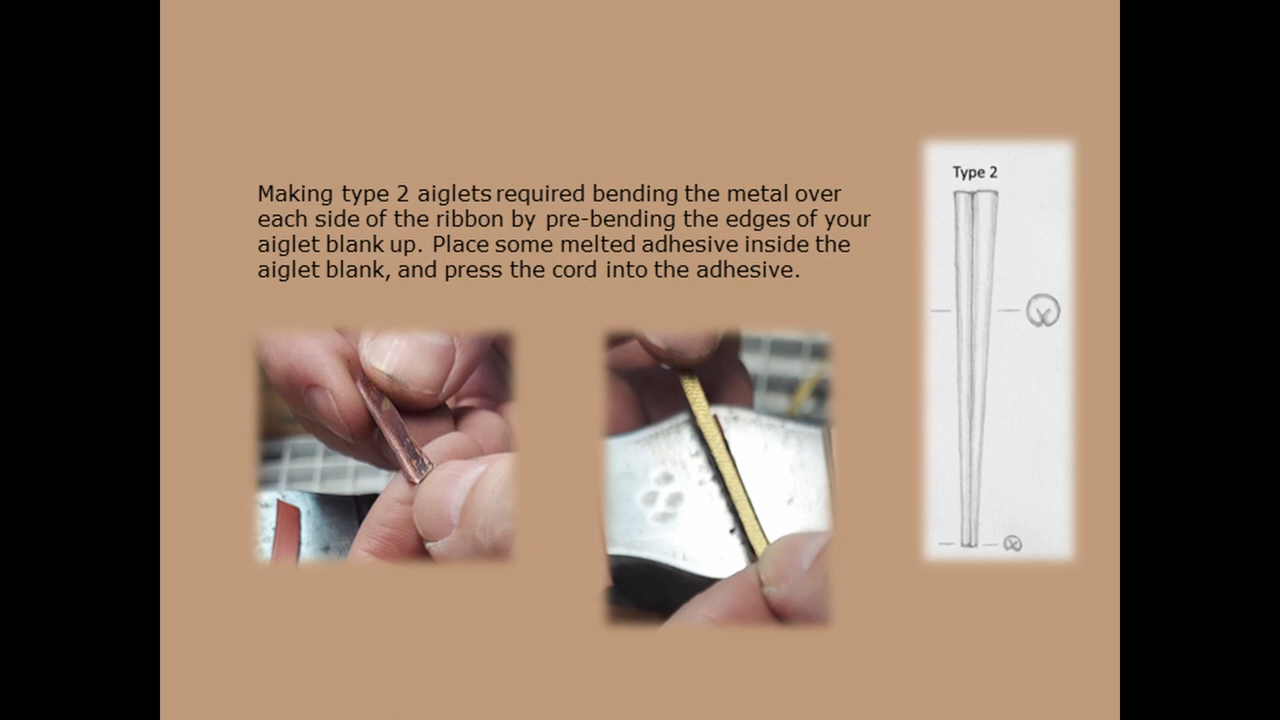 Making type 2 aiglets required bending the metal over
each side of the ribbon by pre-bending the edges of your
aiglet blank up. Place some melted adhesive inside the
aiglet blank, and press the cord into the adhesive.
Type 2